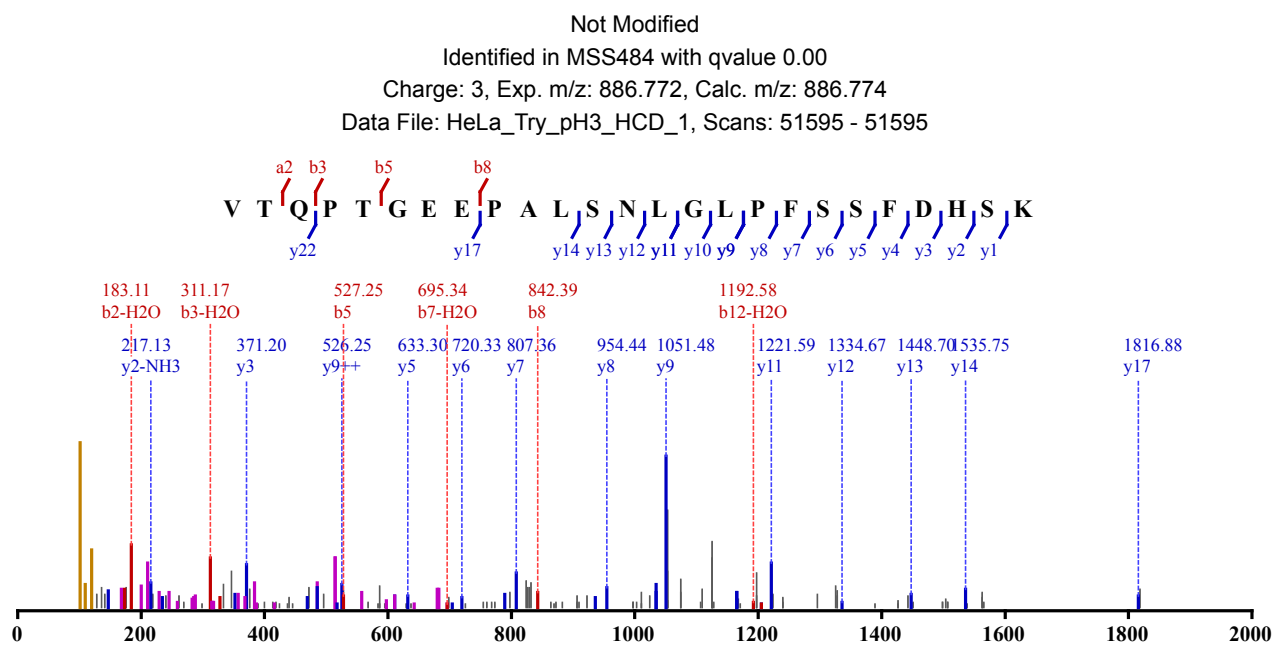 Not Modified
Identified in MSS484 with qvalue 0.00
Charge: 3, Exp. m/z: 886.772, Calc. m/z: 886.774
Data File: HeLa_Try_pH3_HCD_1, Scans: 51595 - 51595
a2 b3 b5 b8
V T Q P T G E E P A L S N L G L P F S S F D H S K
y22 y17 y14 y13 y12 y11 y10 y9 y8 y7 y6 y5 y4 y3 y2 y1
183.11 311.17 527.25 695.34 842.39 1192.58
b2-H2O b3-H2O b5 b7-H2O b8 b12-H2O
217.13 371.20 526.25 633.30 720.33 807.36 954.44 1051.48 1221.59 1334.67 1448.70 1535.75 1816.88
y2-NH3 y3 y9++ y5 y6 y7 y8 y9 y11 y12 y13 y14 y17
0 200 400 600 800 1000 1200 1400 1600 1800 2000